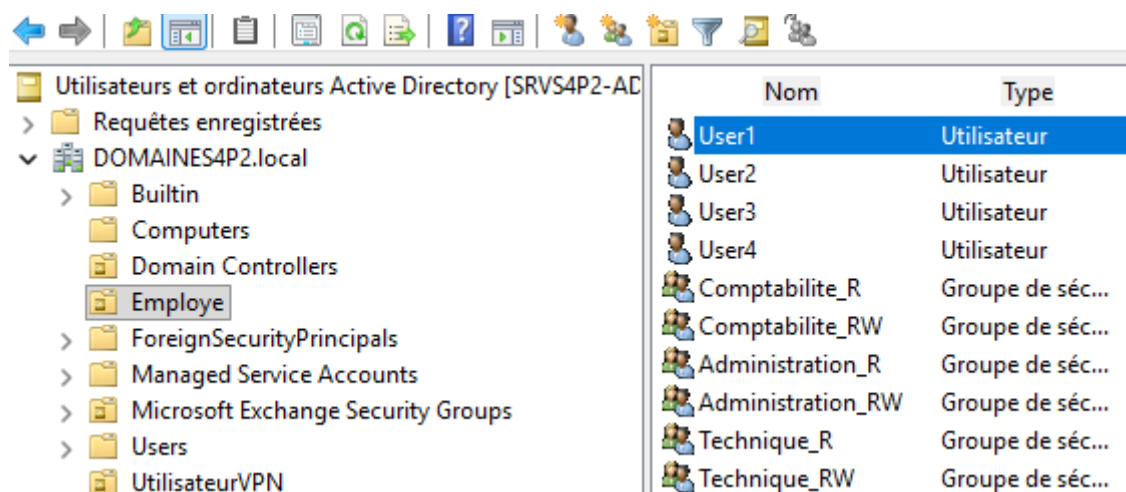 Utilisateurs et ordinateurs Active Directory [SRVS4P2-AD
Requêtes enregistrées
DOMAINES4P2.local
Builtin
Computers
Domain Controllers
Employe
ForeignSecurityPrincipals
Managed Service Accounts
Microsoft Exchange Security Groups
Users
UtilisateurVPN
Nom Type
User1 Utilisateur
User2 Utilisateur
User3 Utilisateur
User4 Utilisateur
Comptabilite_R Groupe de séc...
Comptabilite_RW Groupe de séc...
Administration_R Groupe de séc...
Administration_RW Groupe de séc...
Technique_R Groupe de séc...
Technique_RW Groupe de séc...